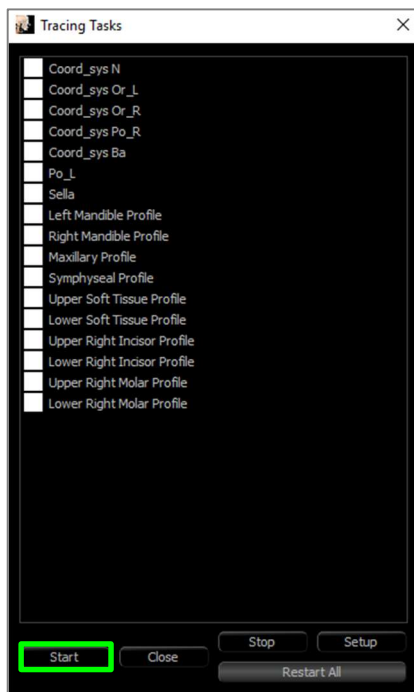 Tracing Tasks
Coord_sys N
Coord_sys Or_L
Coord_sys Or_R
Coord_sys Po_R
Coord_sys Ba
Po_L
Sella
Left Mandible Profile
Right Mandible Profile
Maxillary Profile
Symphyseal Profile
Upper Soft Tissue Profile
Lower Soft Tissue Profile
Upper Right Incisor Profile
Lower Right Incisor Profile
Upper Right Molar Profile
Lower Right Molar Profile
Stop Setup
Start Close
Restart All